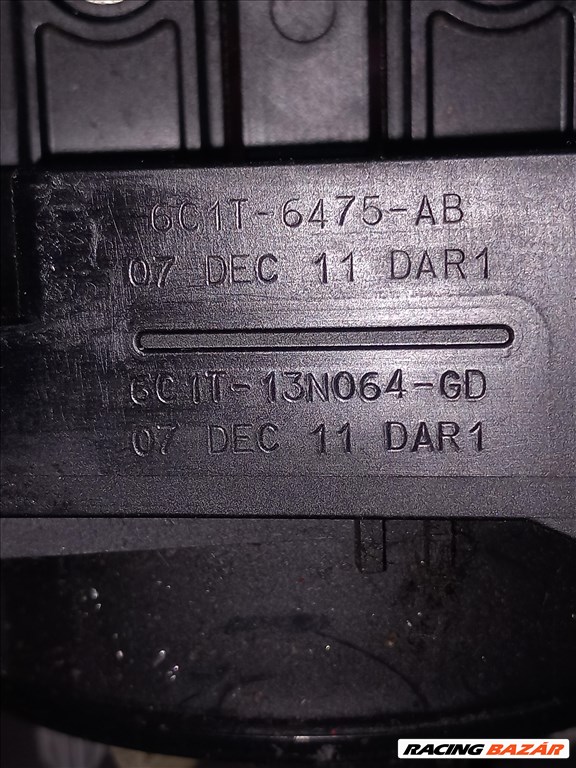 6C1T-6475-AB
07 DEC 11 DAR1
6C1T-13N064-GD
07 DEC 11 DAR1
RACING BAZÁR